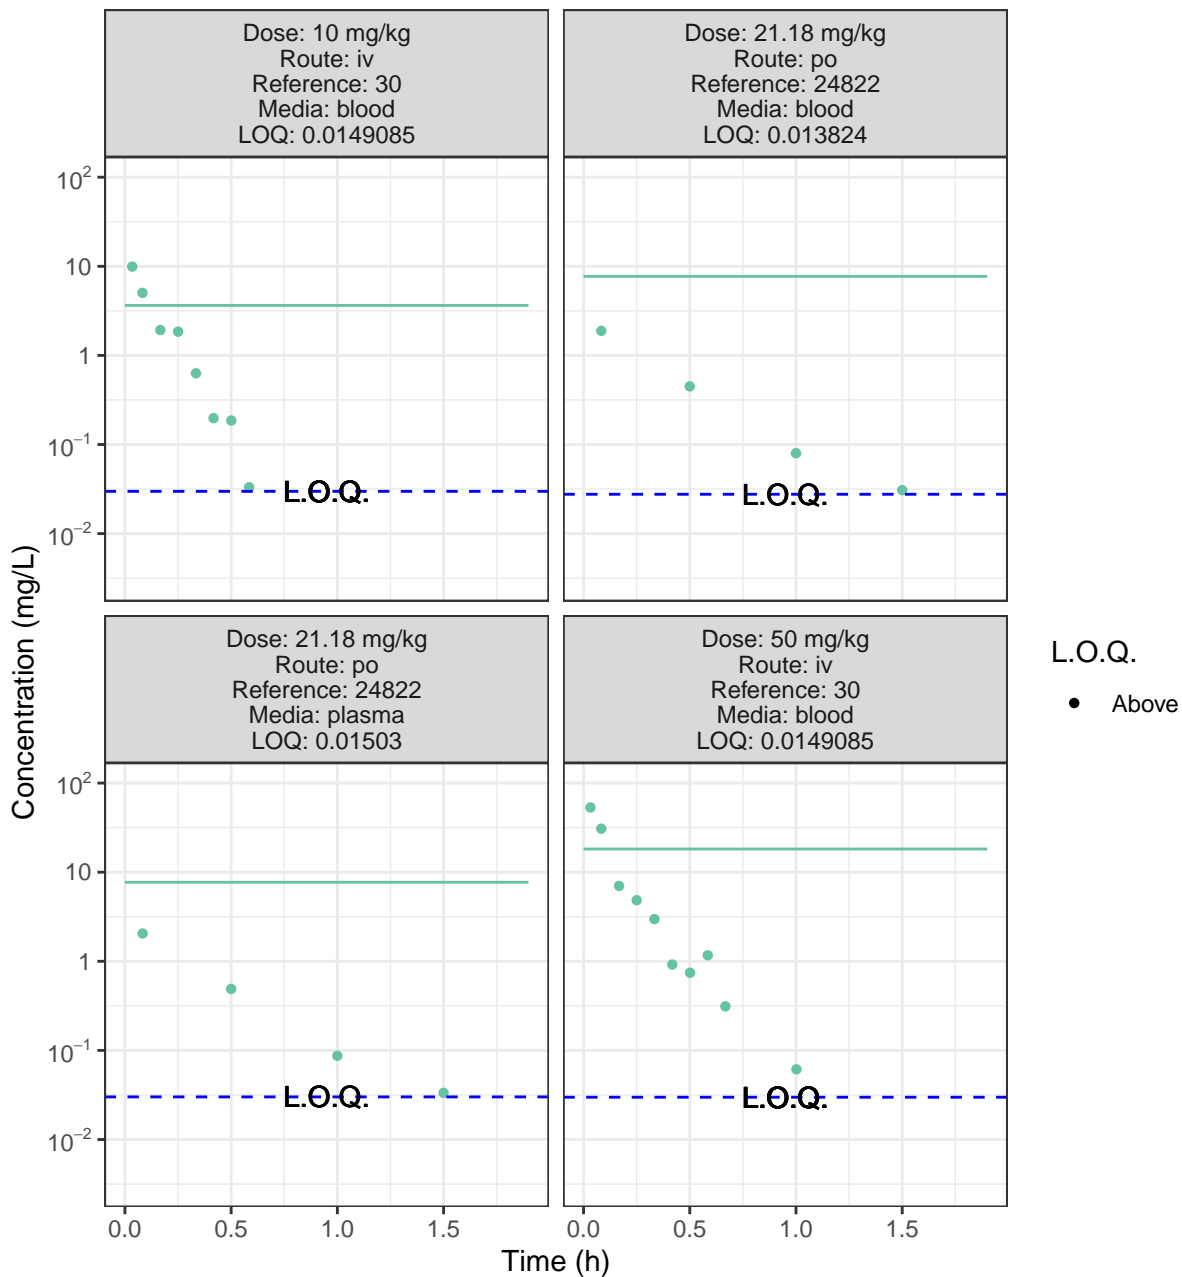 Dose: 10 mg/kg
Route: iv
Reference: 30
Media: blood
LOQ: 0.0149085
Dose: 21.18 mg/kg
Route: po
Reference: 24822
Media: blood
LOQ: 0.013824
10²
10
1
10⁻¹
10⁻²
L.O.Q.
L.O.Q.
Dose: 21.18 mg/kg
Route: po
Reference: 24822
Media: plasma
LOQ: 0.01503
Dose: 50 mg/kg
Route: iv
Reference: 30
Media: blood
LOQ: 0.0149085
10²
10
1
10⁻¹
10⁻²
L.O.Q.
L.O.Q.
0.0 0.5 1.0 1.5
0.0 0.5 1.0 1.5
Time (h)
Concentration (mg/L)
L.O.Q.
Above